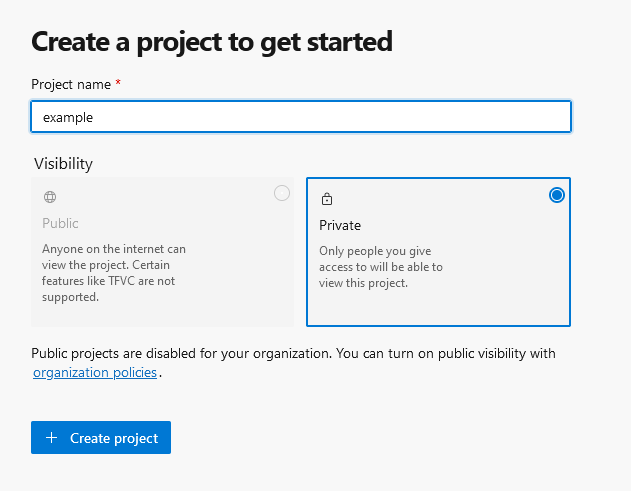 Create a project to get started
Project name *
example
Visibility
Public
Anyone on the internet can
view the project. Certain
features like TFVC are not
supported.
Private
Only people you give
access to will be able to
view this project.
Public projects are disabled for your organization. You can turn on public visibility with
organization policies.
+ Create project